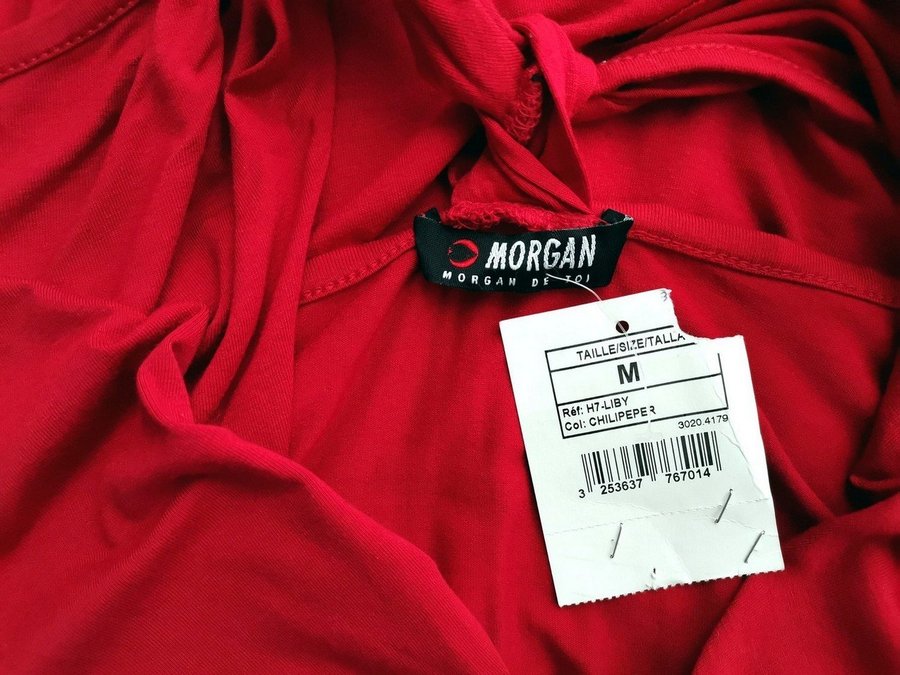 MORGAN
MORGAN DE TOI
TAILLE/SIZE/TALLA
M
Réf: H7-LIBY
Col: CHILIPEPER
3020.4179
3 253637 767014